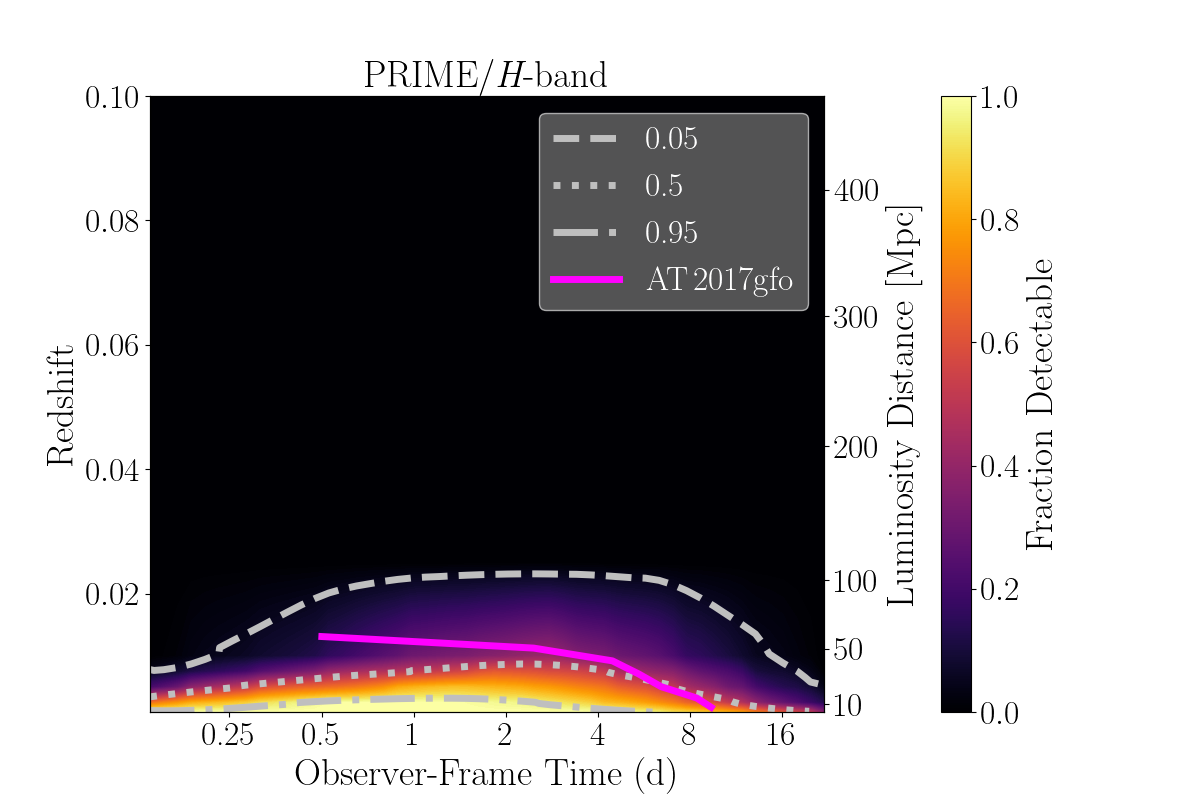 PRIME/H-band
0.10
0.08
0.06
0.04
0.02
Redshift
0.05
0.5
0.95
AT 2017gfo
400
300
200
100
50
10
Luminosity Distance [Mpc]
1.0
0.8
0.6
0.4
0.2
0.0
Fraction Detectable
0.25 0.5 1 2 4 8 16
Observer-Frame Time (d)